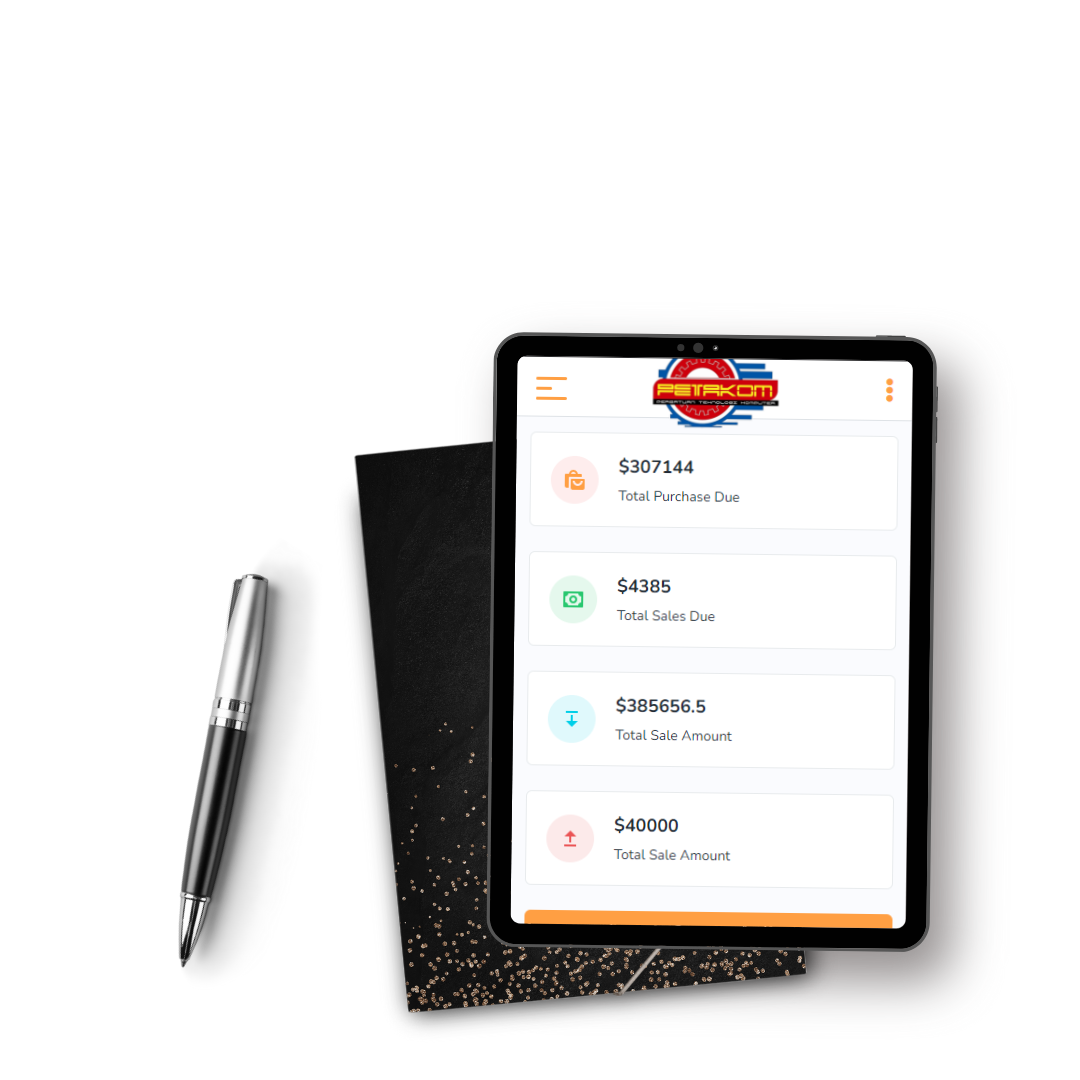 PETAKOM
PERSATUAN TEKNOLOGI KOMPUTER
$307144
Total Purchase Due
$4385
Total Sales Due
$385656.5
Total Sale Amount
$40000
Total Sale Amount